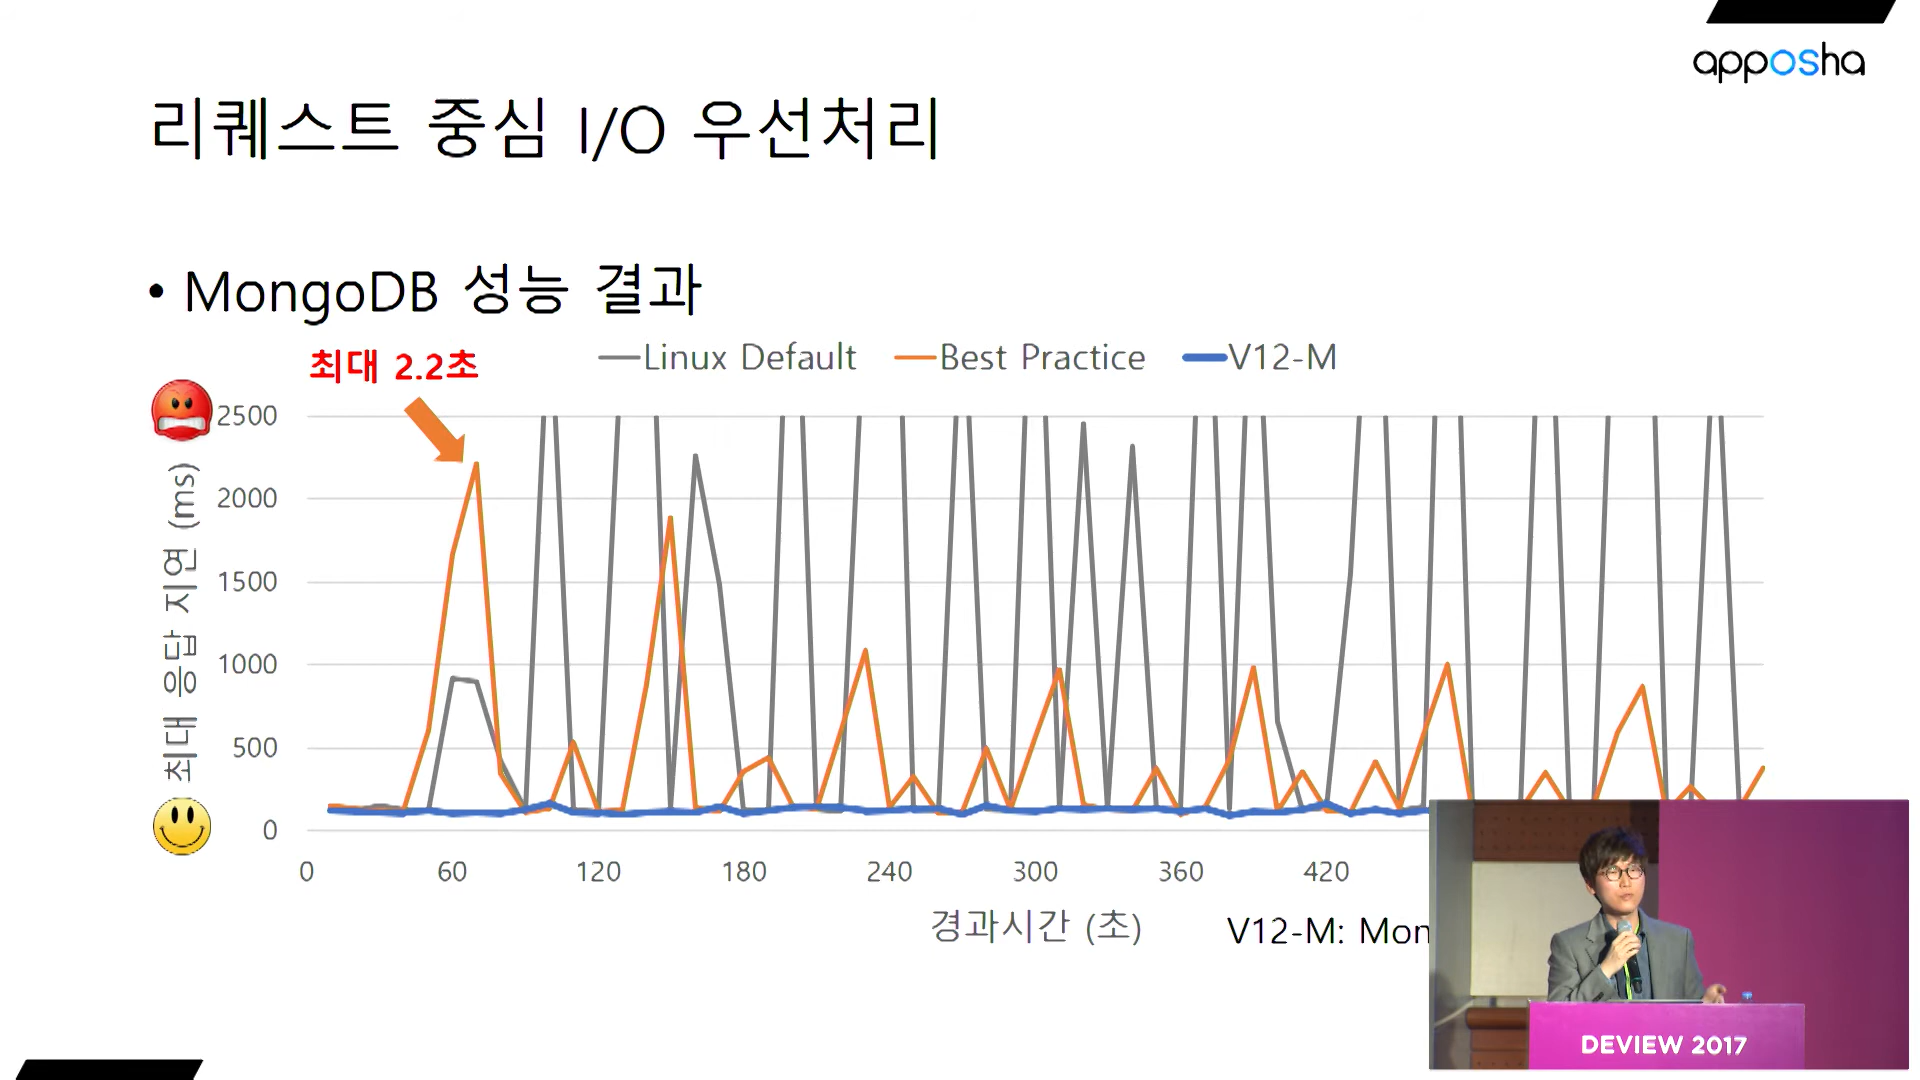 apposha
리퀘스트 중심 I/O 우선처리
• MongoDB 성능 결과
최대 2.2초
Linux Default Best Practice V12-M
최대 응답 지연 (ms)
2500
2000
1500
1000
500
0
0 60 120 180 240 300 360 420
경과시간 (초)
V12-M: Mon
DEVIEW 2017